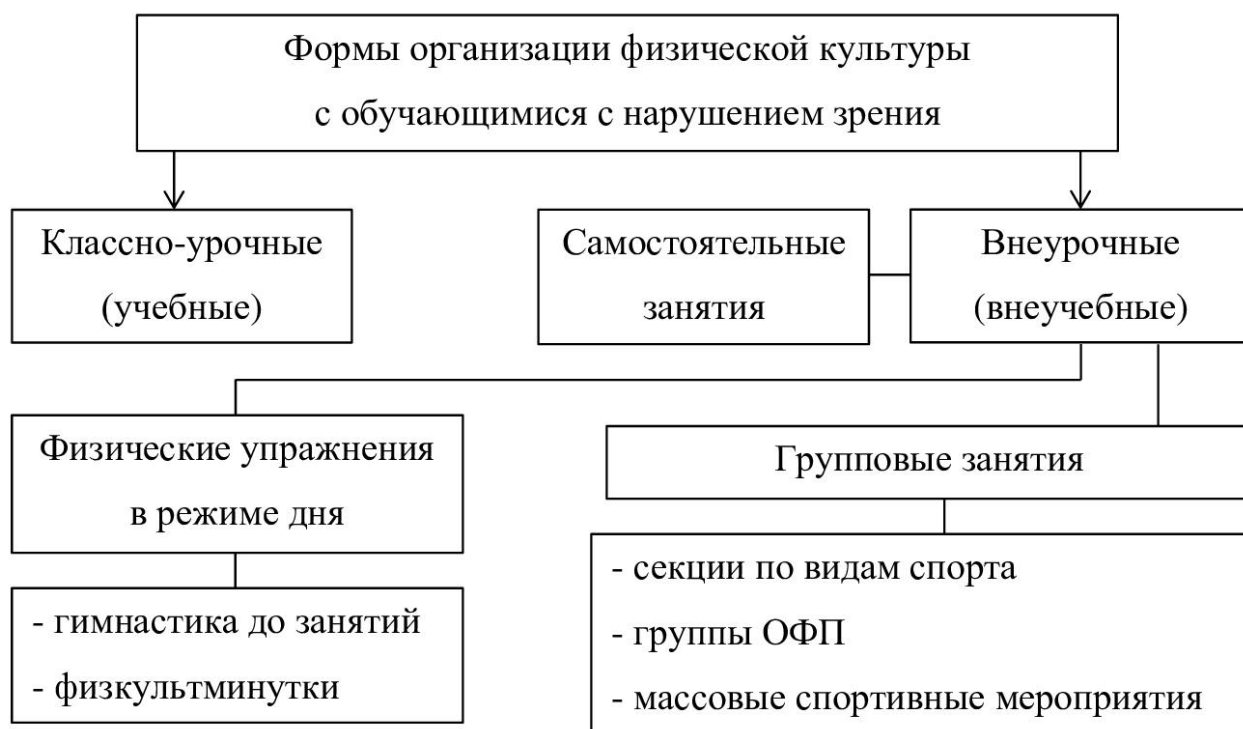 Формы организации физической культуры
с обучающимися с нарушением зрения
Классно-урочные
(учебные)
Самостоятельные
занятия
Внеурочные
(внеучебные)
Физические упражнения
в режиме дня
Групповые занятия
- гимнастика до занятий
- физкультминутки
- секции по видам спорта
- группы ОФП
- массовые спортивные мероприятия